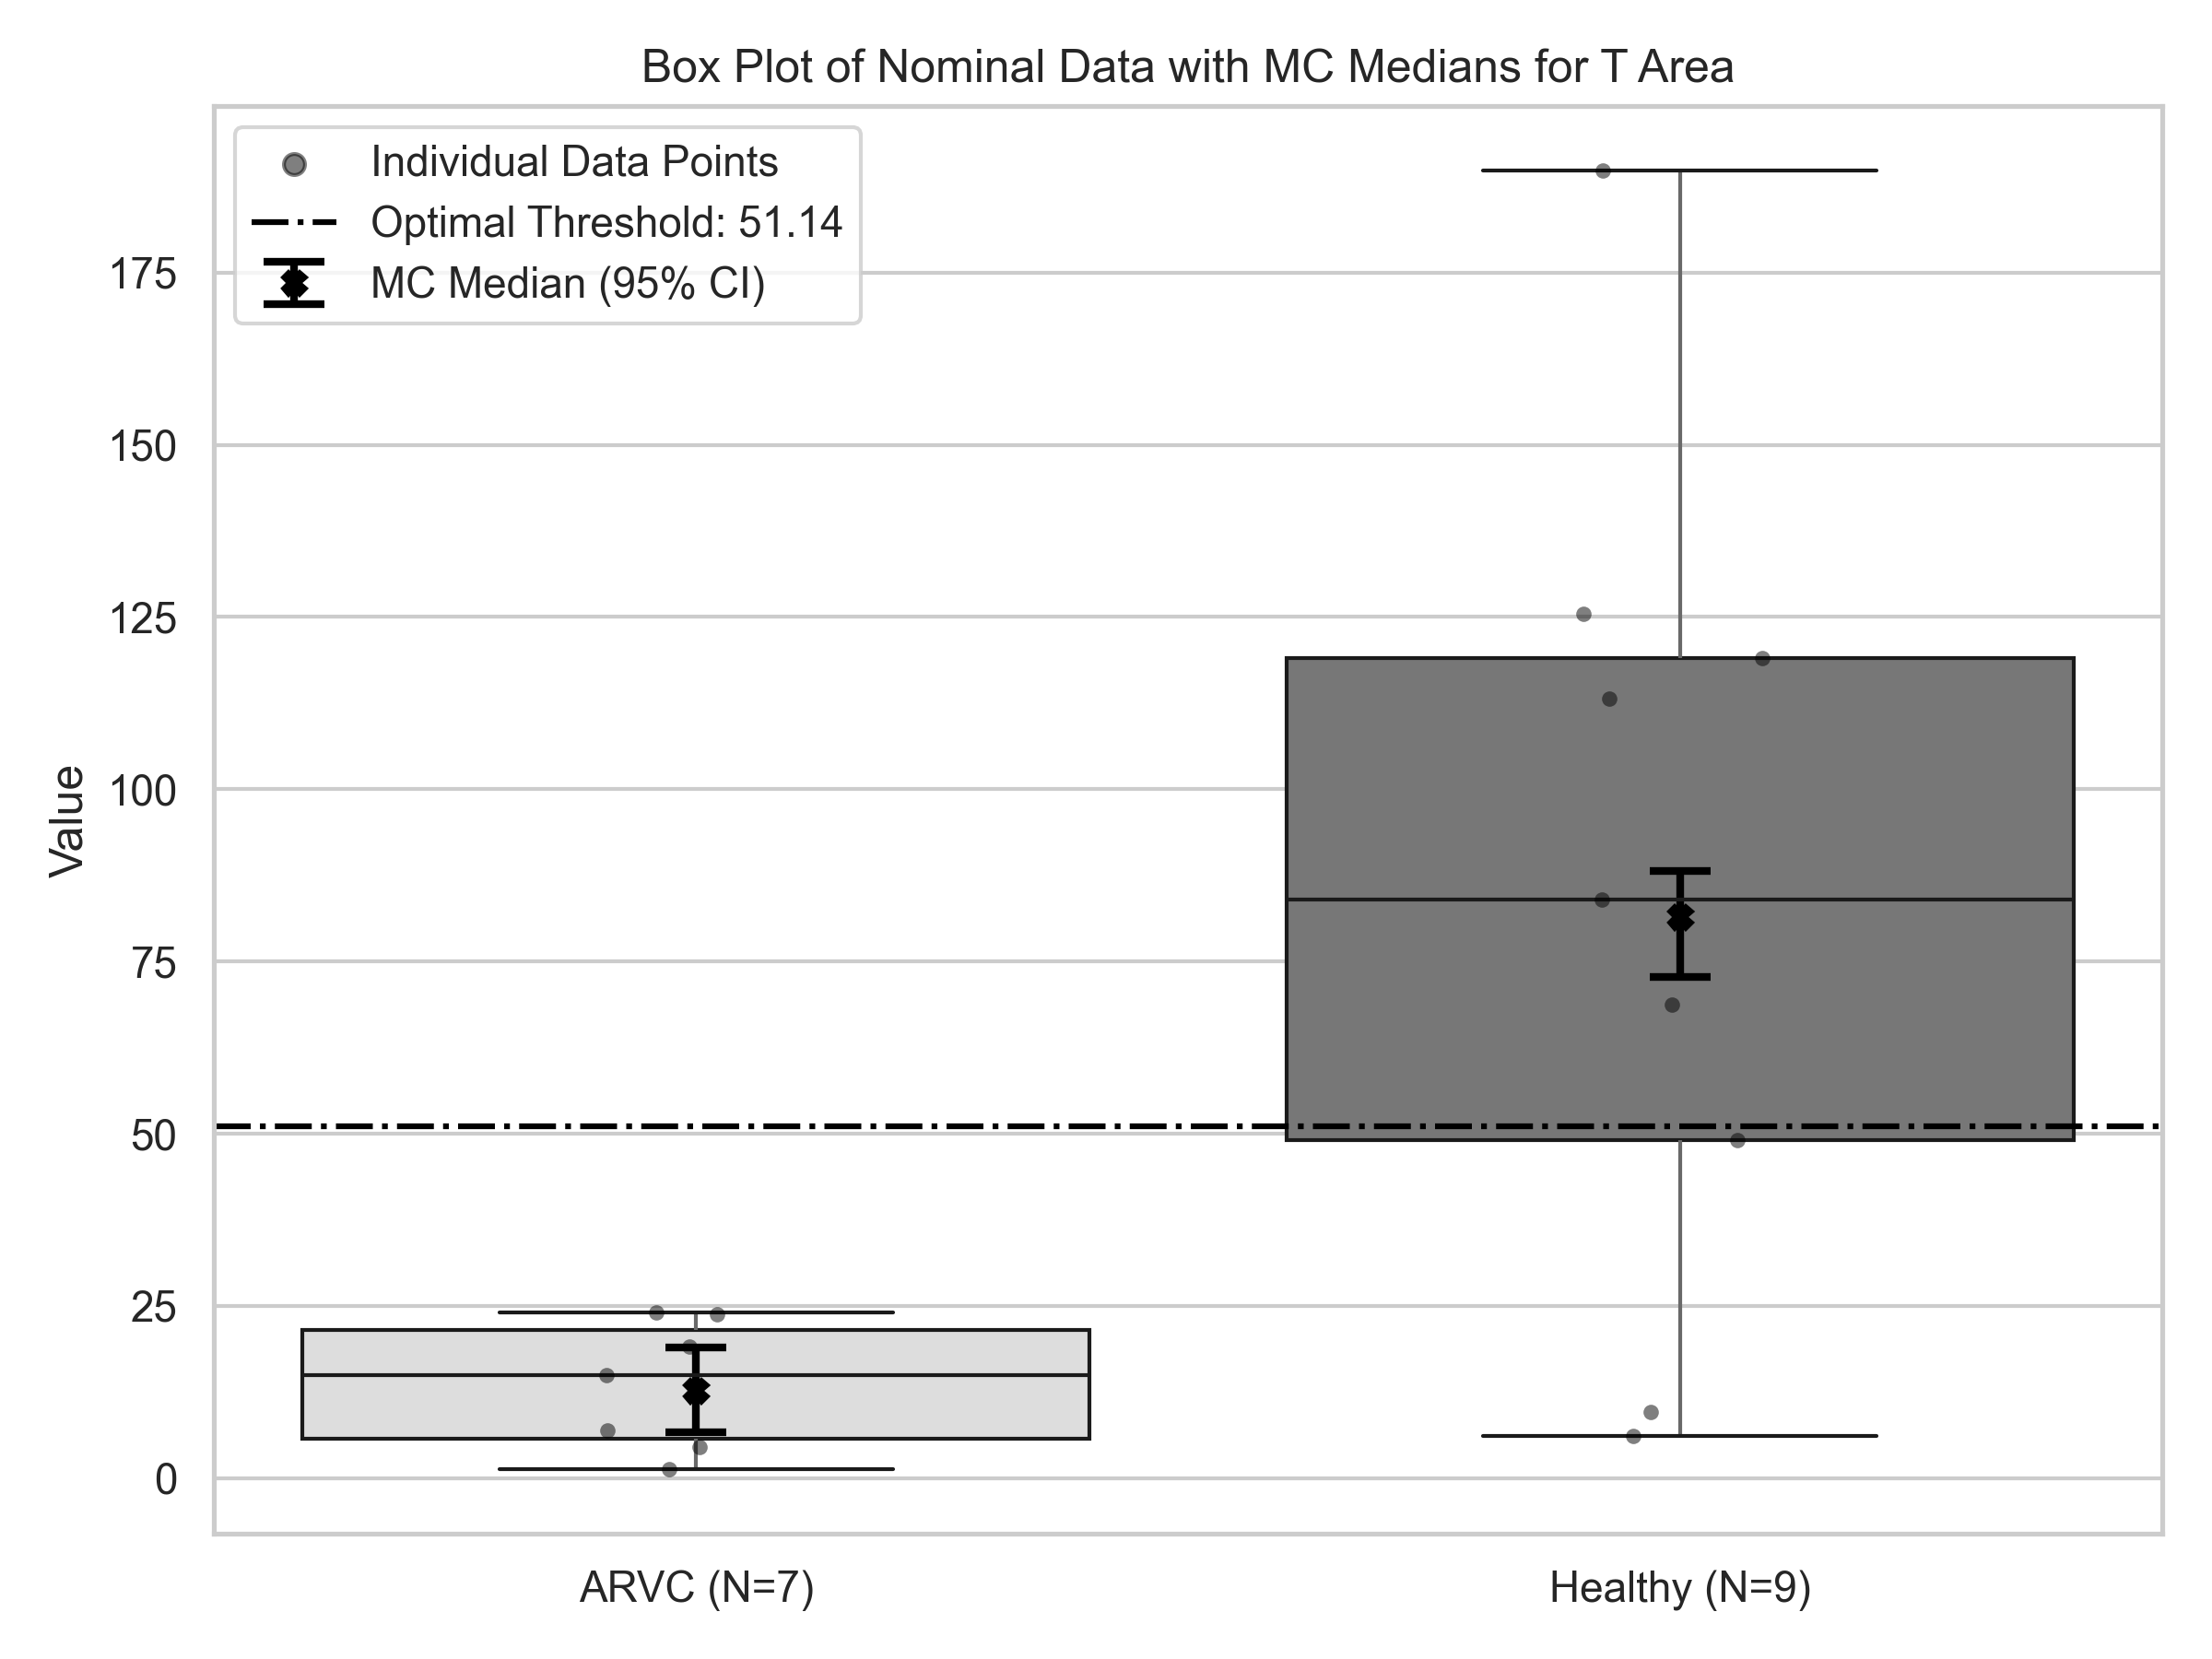 Box Plot of Nominal Data with MC Medians for T Area
Individual Data Points
Optimal Threshold: 51.14
MC Median (95% CI)
Value
175
150
125
100
75
50
25
0
ARVC (N=7)
Healthy (N=9)